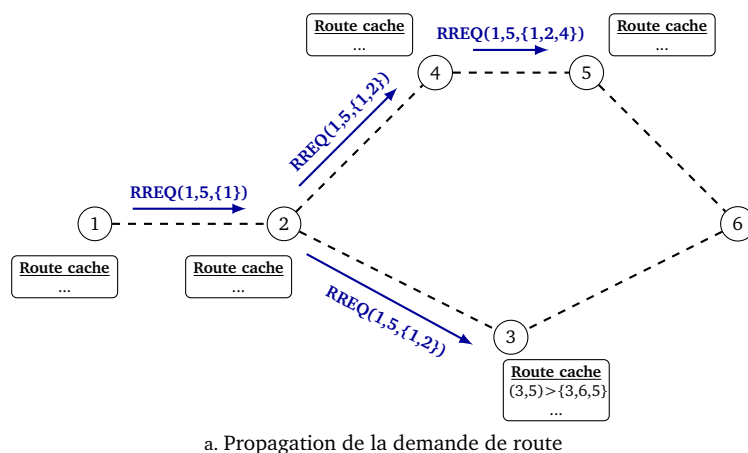 Route cache
...
RREQ(1,5,{1,2,4})
Route cache
...
4
5
RREQ(1,5,{1,2})
RREQ(1,5,{1})
1
2
6
Route cache
...
Route cache
...
RREQ(1,5,{1,2})
3
Route cache
(3,5)>{3,6,5}
...
a. Propagation de la demande de route